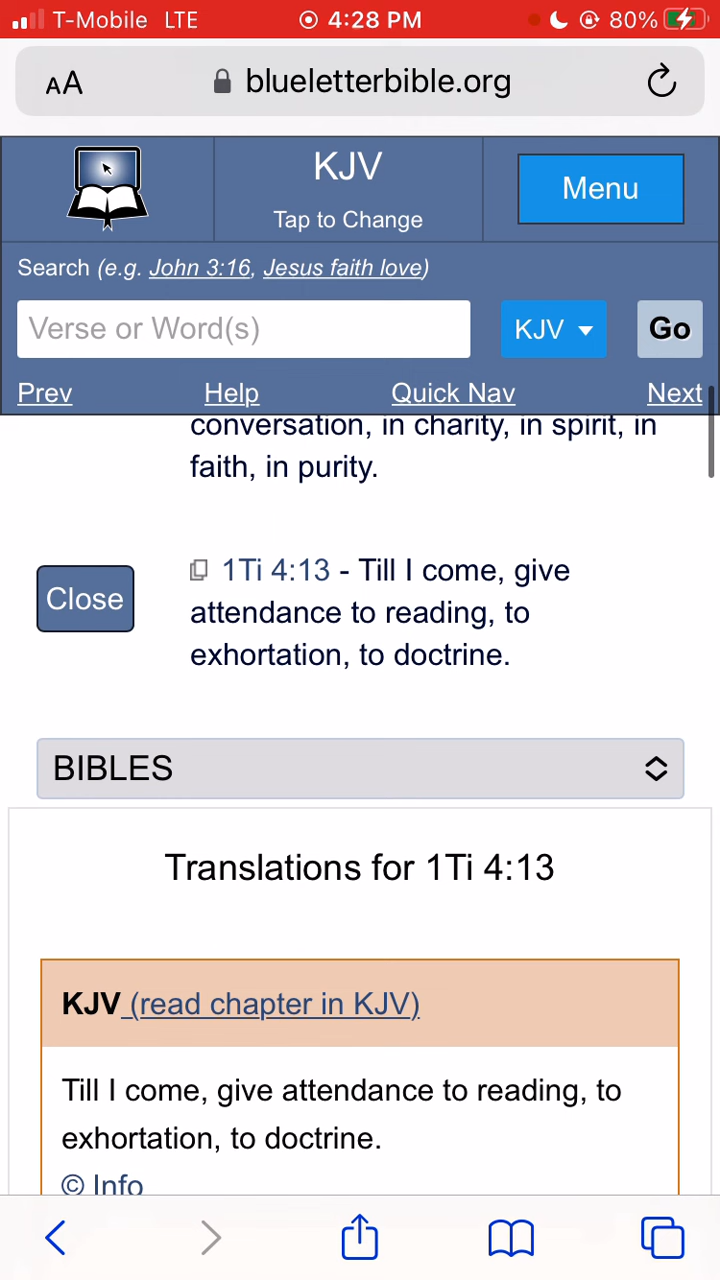 T-Mobile LTE 4:28 PM 80%
AA blueletterbible.org
KJV
Tap to Change
Menu
Search (e.g. John 3:16, Jesus faith love)
Verse or Word(s) KJV Go
Prev Help Quick Nav Next
conversation, in charity, in spirit, in
faith, in purity.
Close
1Ti 4:13 - Till I come, give
attendance to reading, to
exhortation, to doctrine.
BIBLES
Translations for 1Ti 4:13
KJV (read chapter in KJV)
Till I come, give attendance to reading, to
exhortation, to doctrine.
© Info